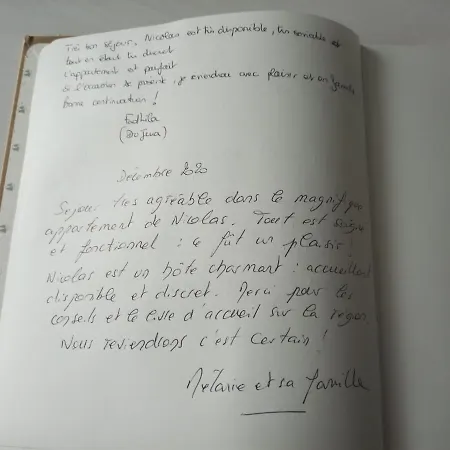 Très bon séjour, Nicolas est très disponible, très serviable et
tout en étant très discret
L'appartement est parfait
si l'occasion se présente, je reviendrai avec plaisir et en famille
bonne continuation !
Fadhila
Décembre 2020
Sejour très agréable dans le magnifique
appartement de Nicolas. Tout est
et fonctionnel : ce fût un plaisir !
Nicolas est un hôte charmant : accueillant
disponible et discret. Merci pour les
conseils et le livre d'accueil sur la région
Nous reviendrons c'est certain !
Mélanie et sa famille